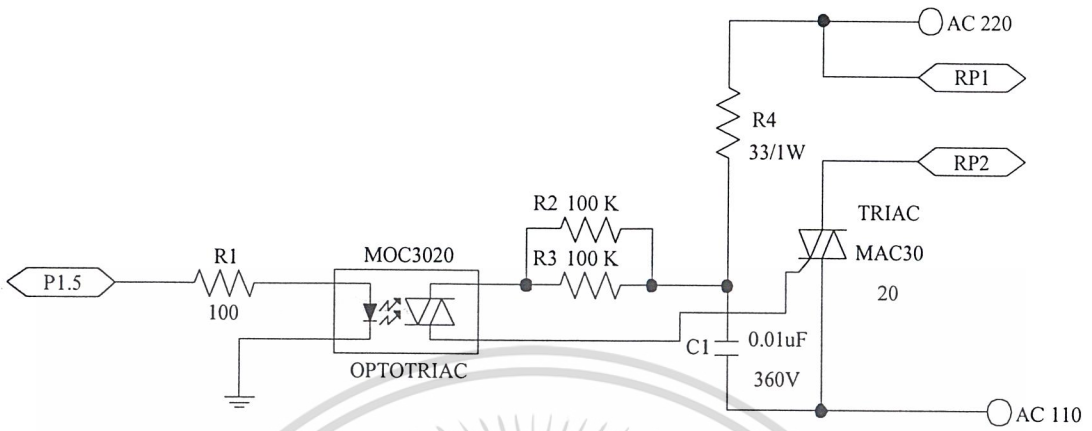 AC 220
RP1
R4
33/1W
RP2
R2 100 K
TRIAC
MOC3020
R1
R3 100 K
MAC30
P1.5
20
100
C1
0.01uF
OPTOTRIAC
360V
AC 110